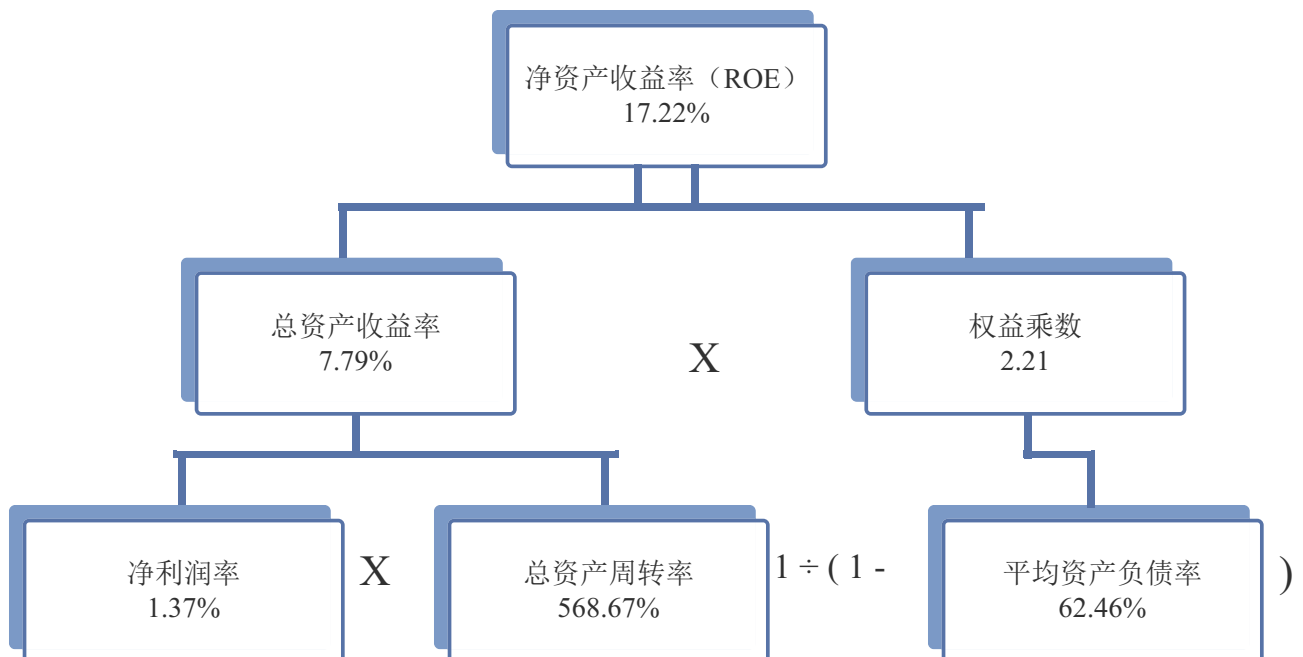 净资产收益率（ROE）
17.22%
总资产收益率
7.79%
X
权益乘数
2.21
净利润率
1.37%
X
总资产周转率
568.67%
1 ÷ ( 1 -
平均资产负债率
62.46%
)